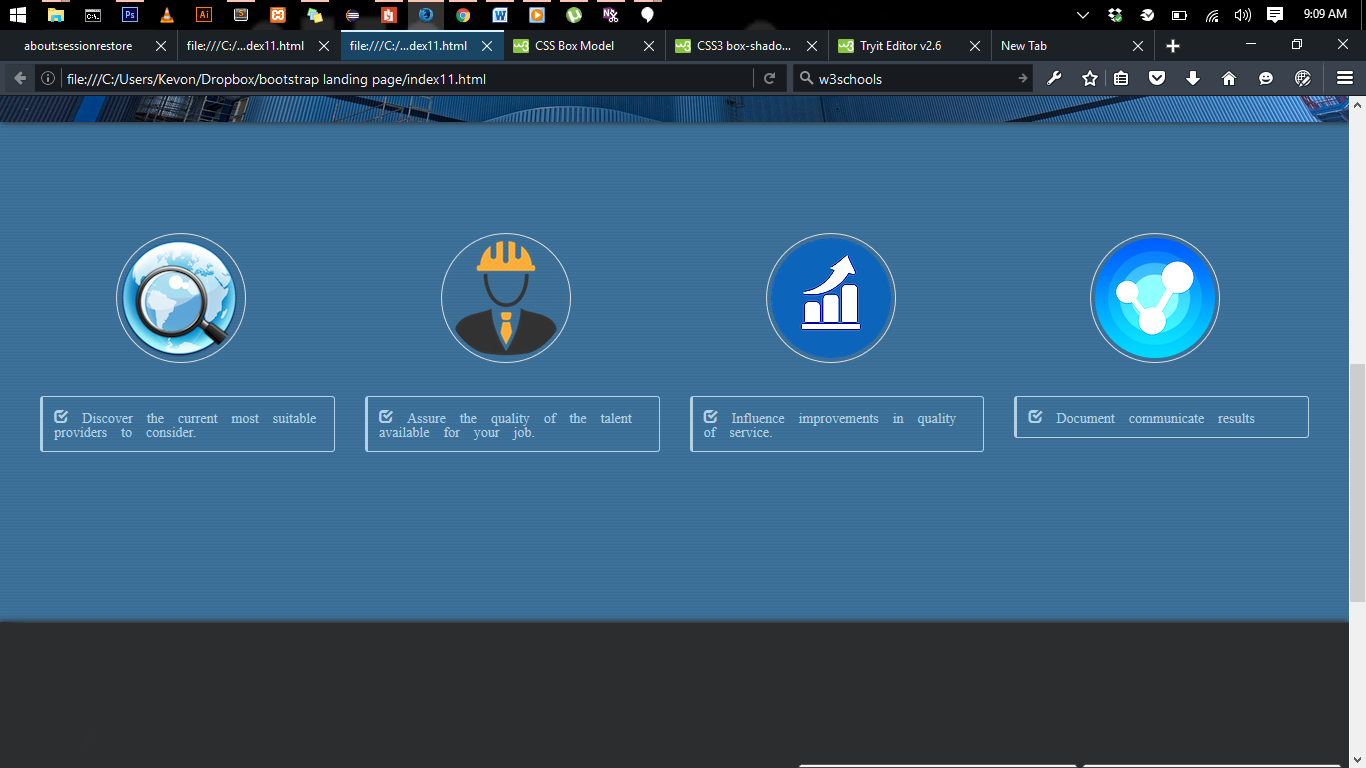 9:09 AM
about:sessionrestore
file:///C:/...dex11.html
file:///C:/...dex11.html
CSS Box Model
CSS3 box-shado...
Tryit Editor v2.6
New Tab
file:///C:/Users/Kevon/Dropbox/bootstrap landing page/index11.html
w3schools
Discover the current most suitable
providers to consider.
Assure the quality of the talent
available for your job.
Influence improvements in quality
of service.
Document communicate results